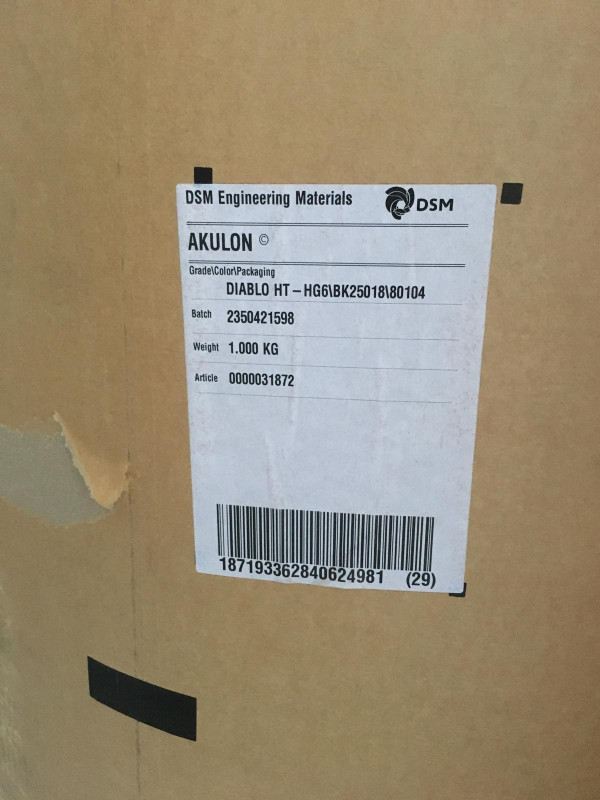 DSM Engineering Materials
DSM
AKULON ©
Grade\Color\Packaging
DIABLO HT – HG6\BK25018\80104
Batch 2350421598
Weight 1.000 KG
Article 0000031872
187193362840624981 (29)